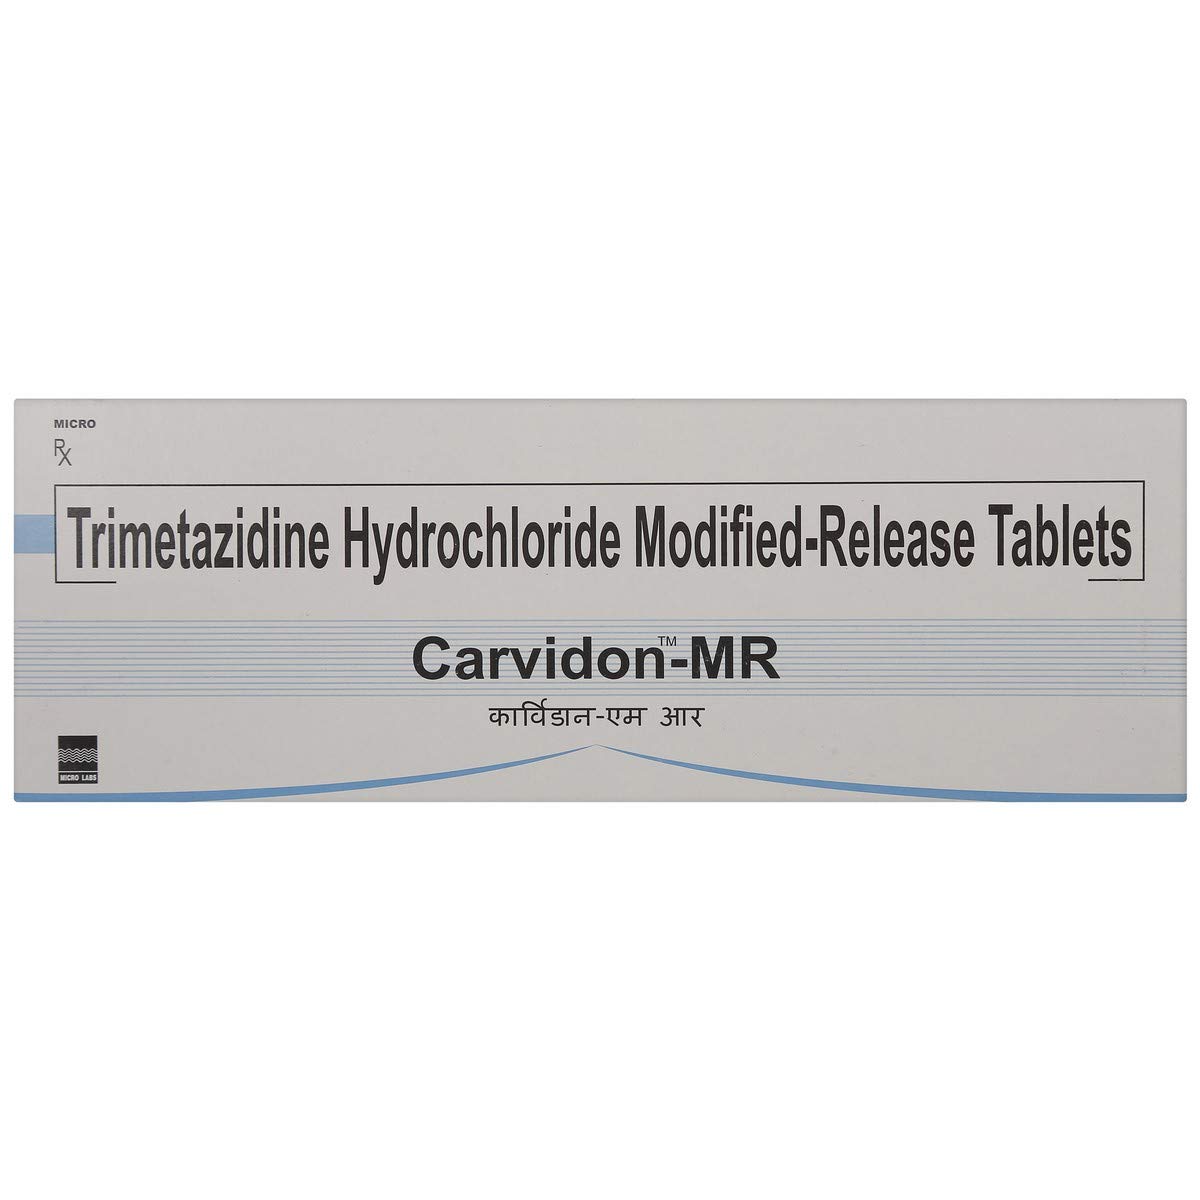 MICRO
Rx
Trimetazidine Hydrochloride Modified-Release Tablets
Carvidon™-MR
कार्विडान-एम आर
MICRO LABS